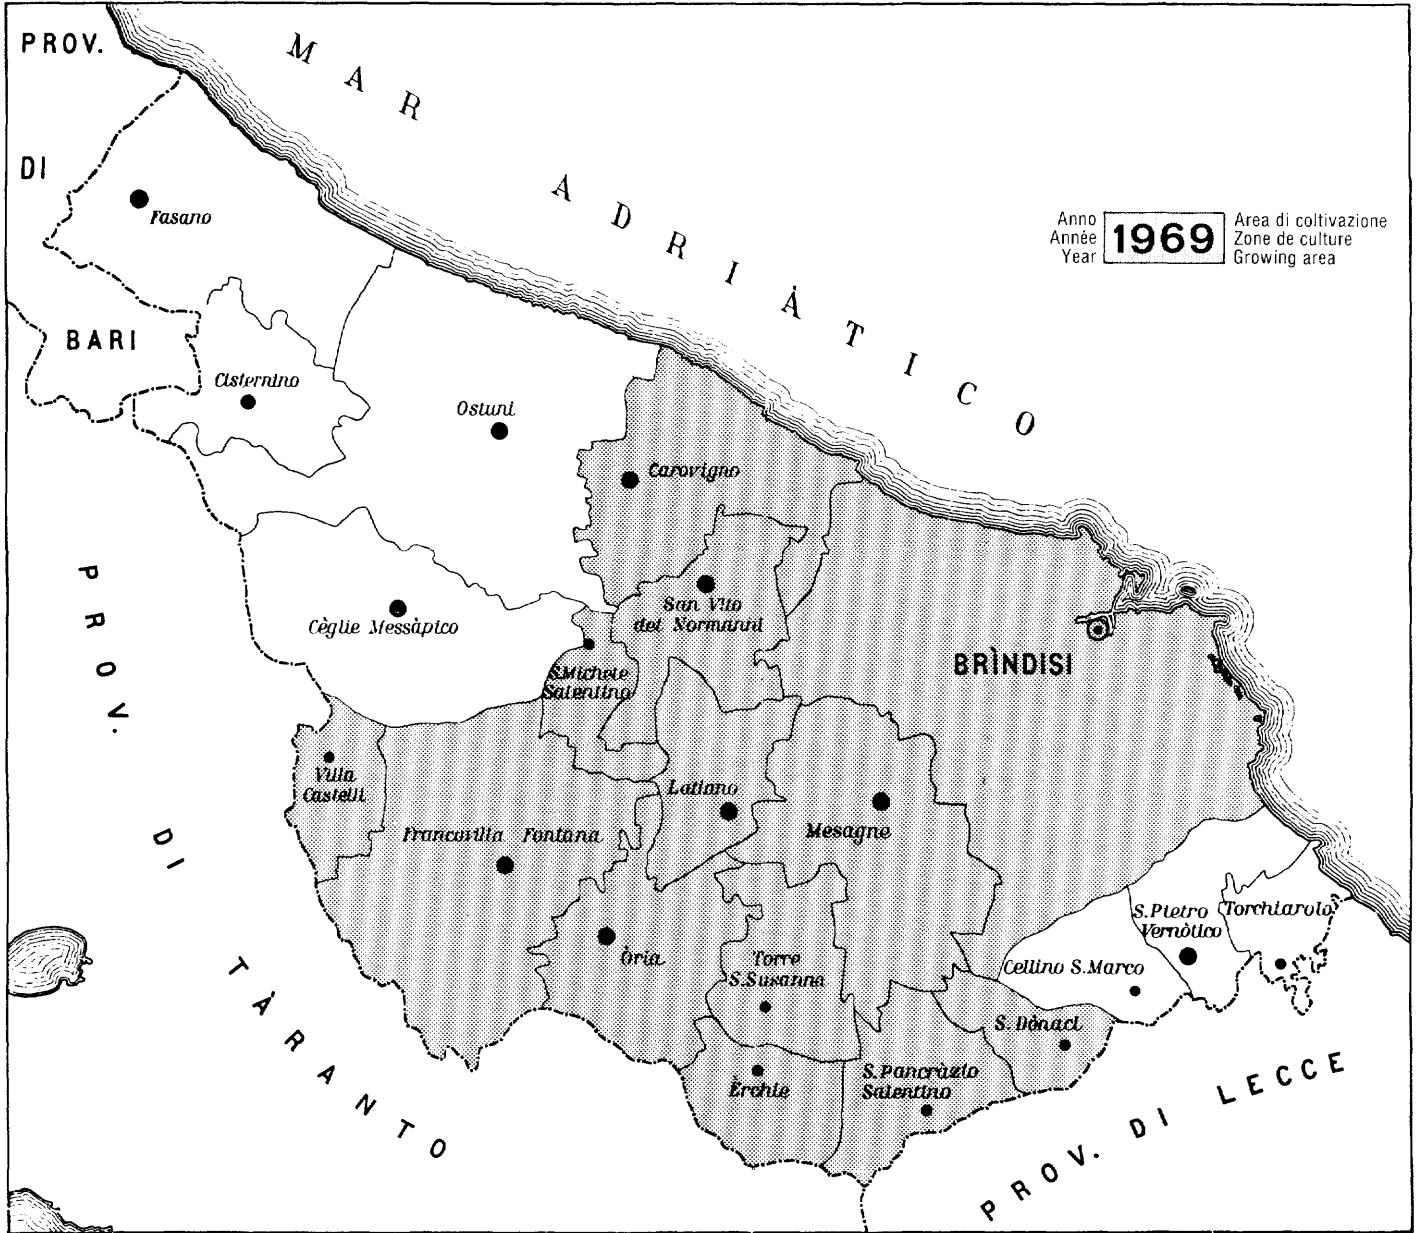 PROV.
DI
BARI
MAR ADRIÀTICO
Anno
Année
Year
1969
Area di coltivazione
Zone de culture
Growing area
Fasano
Cisternino
Ostuni
Carovigno
Cèglie Messàpico
San Vito
dei Normanni
S.Michele
Salentino
BRÌNDISI
Villa
Castelli
Francavilla Fontana
Latiano
Mesagne
Òria
Torre
S.Susanna
S.Pietro
Vernòtico
Torchiarolo
Cellino S.Marco
S. Dònaci
Èrchie
S.Pancràzio
Salentino
PROV. DI TÀRANTO
PROV. DI LECCE